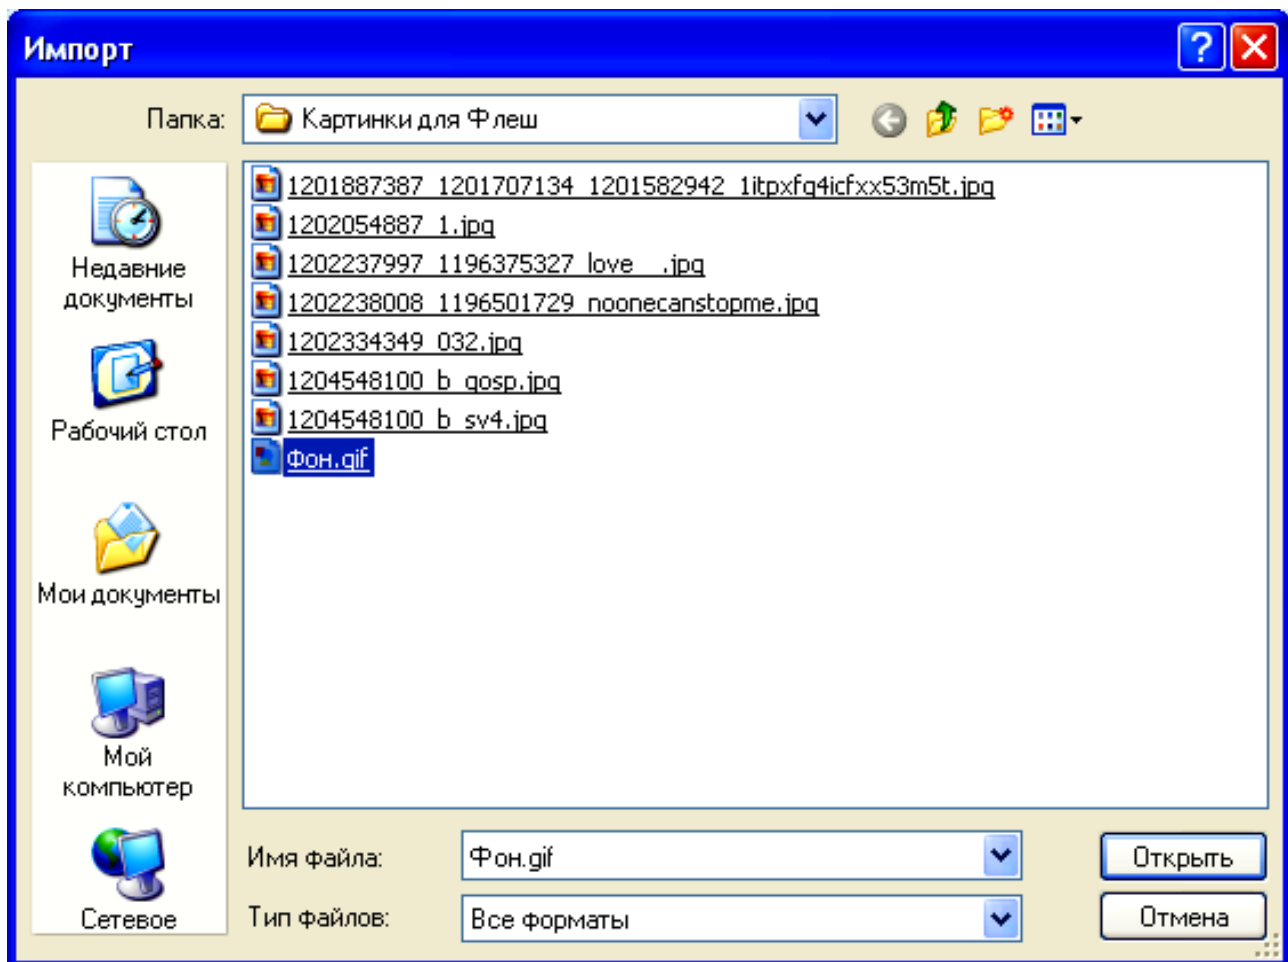 Импорт
Папка:
Картинки для Флеш
1201887387_1201707134_1201582942_1itpxfq4icfxx53m5t.jpg
1202054887_1.jpg
1202237997_1196375327_love__.jpg
1202238008_1196501729_noonecanstopme.jpg
1202334349_032.jpg
1204548100_b_gosp.jpg
1204548100_b_sv4.jpg
Фон.gif
Недавние
документы
Рабочий стол
Мои документы
Мой
компьютер
Сетевое
Имя файла:
Фон.gif
Открыть
Тип файлов:
Все форматы
Отмена